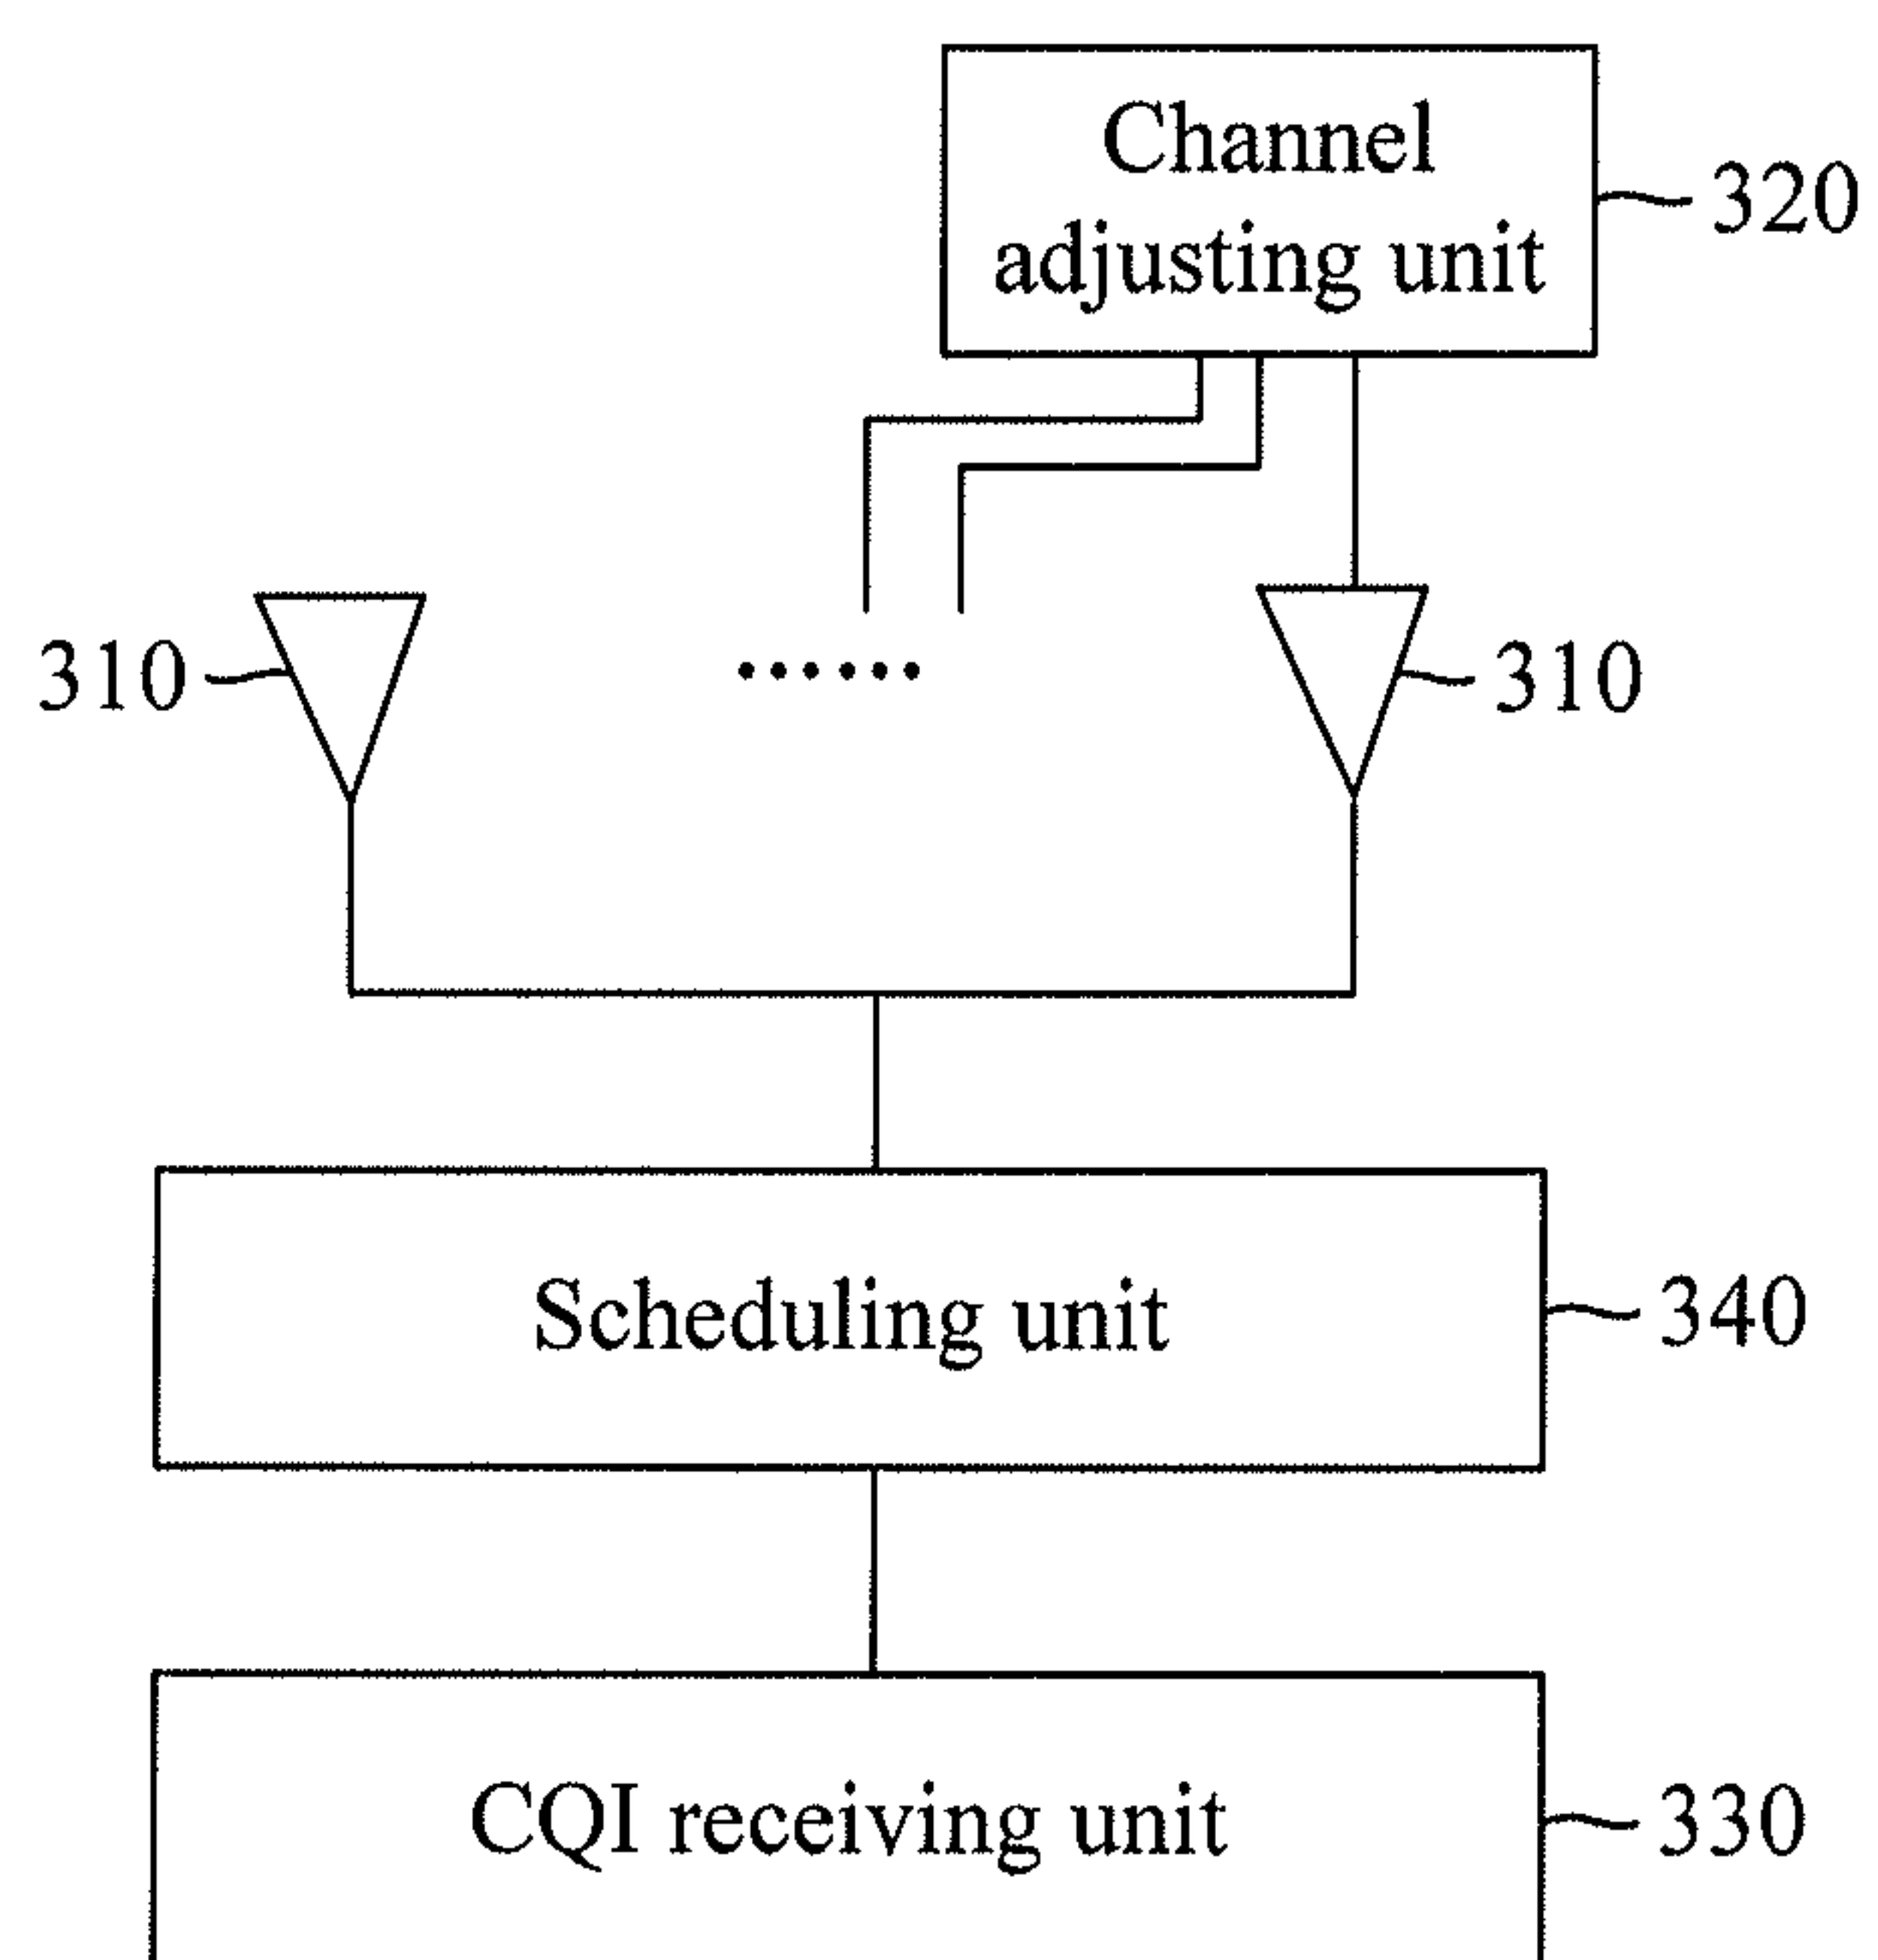 Channel
adjusting unit
320
310
......
310
Scheduling unit
340
CQI receiving unit
330